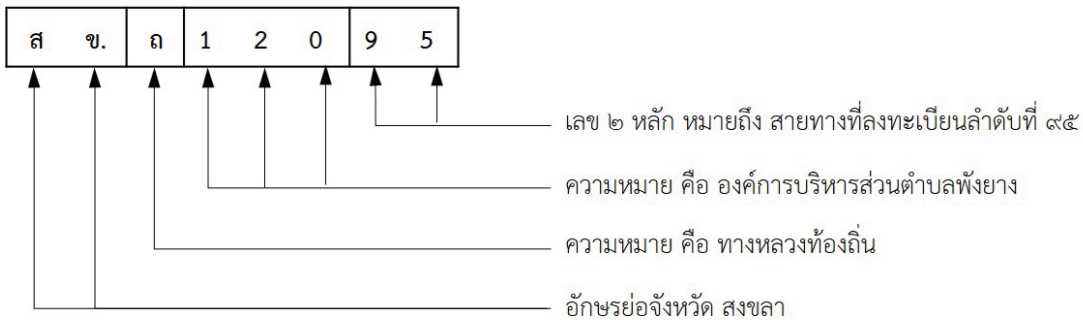 ส ข. ถ 1 2 0 9 5
เลข ๒ หลัก หมายถึง สายทางที่ลงทะเบียนลำดับที่ ๙๕
ความหมาย คือ องค์การบริหารส่วนตำบลพังยาง
ความหมาย คือ ทางหลวงท้องถิ่น
อักษรย่อจังหวัด สงขลา